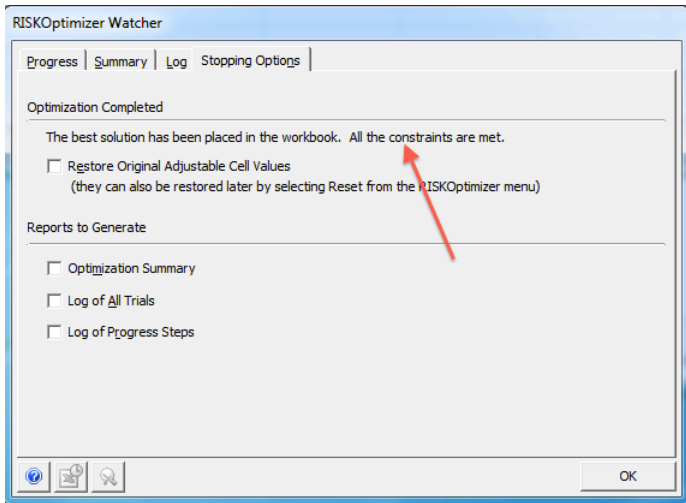 RISKOptimizer Watcher
Progress Summary Log Stopping Options
Optimization Completed
The best solution has been placed in the workbook. All the constraints are met.
Restore Original Adjustable Cell Values
(they can also be restored later by selecting Reset from the RISKOptimizer menu)
Reports to Generate
Optimization Summary
Log of All Trials
Log of Progress Steps
OK